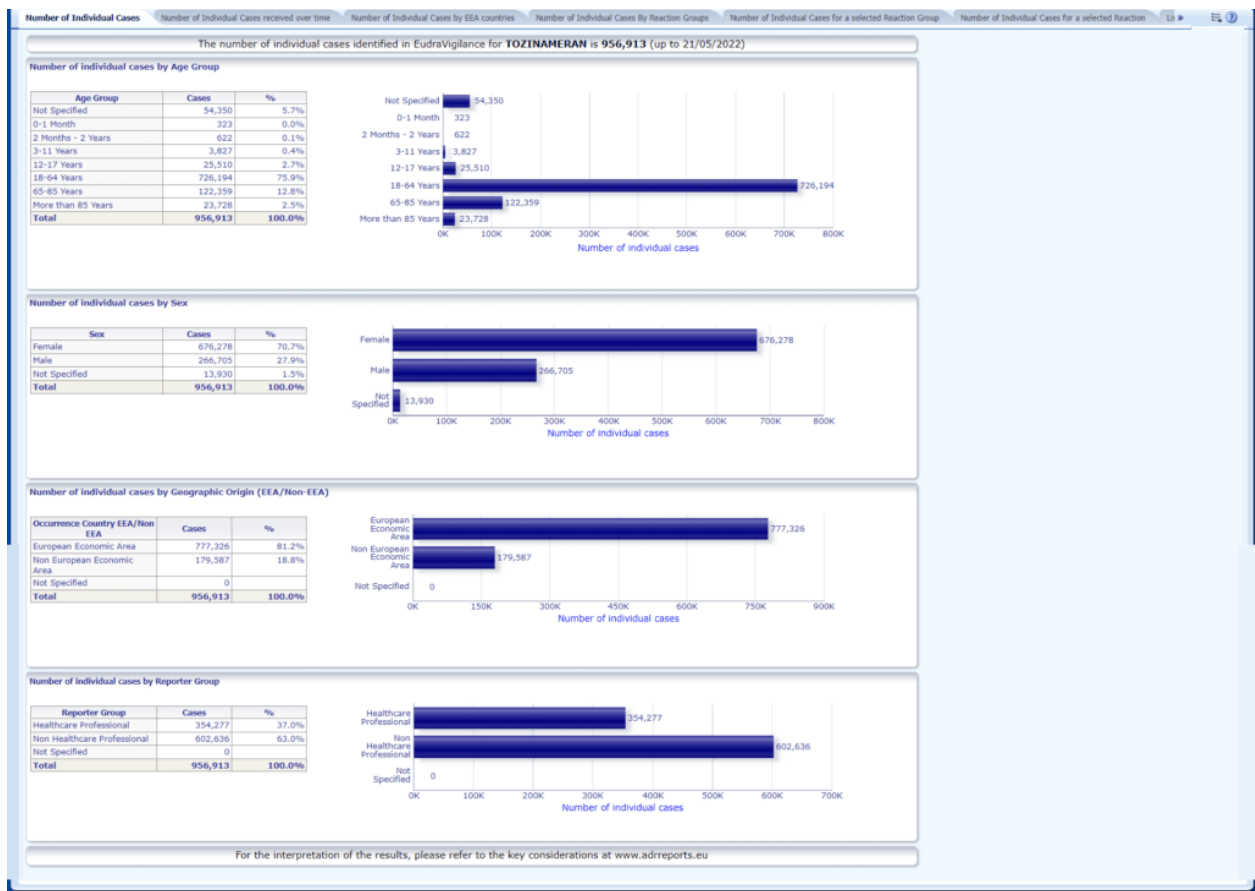 Number of Individual Cases Number of Individual Cases received over time Number of Individual Cases by EEA countries Number of Individual Cases By Reaction Groups Number of Individual Cases for a selected Reaction Group Number of Individual Cases for a selected Reaction Li »
The number of individual cases identified in EudraVigilance for TOZINAMERAN is 956,913 (up to 21/05/2022)
Number of individual cases by Age Group
Age Group Cases %
Not Specified 54,350 5.7%
0-1 Month 323 0.0%
2 Months - 2 Years 622 0.1%
3-11 Years 3,827 0.4%
12-17 Years 25,510 2.7%
18-64 Years 726,194 75.9%
65-85 Years 122,359 12.8%
More than 85 Years 23,728 2.5%
Total 956,913 100.0%
Not Specified 54,350
0-1 Month 323
2 Months - 2 Years 622
3-11 Years 3,827
12-17 Years 25,510
18-64 Years 726,194
65-85 Years 122,359
More than 85 Years 23,728
0K 100K 200K 300K 400K 500K 600K 700K 800K
Number of individual cases
Number of individual cases by Sex
Sex Cases %
Female 676,278 70.7%
Male 266,705 27.9%
Not Specified 13,930 1.5%
Total 956,913 100.0%
Female 676,278
Male 266,705
Not
Specified 13,930
0K 100K 200K 300K 400K 500K 600K 700K 800K
Number of individual cases
Number of individual cases by Geographic Origin (EEA/Non-EEA)
Occurrence Country EEA/Non
EEA Cases %
European Economic Area 777,326 81.2%
Non European Economic
Area 179,587 18.8%
Not Specified 0
Total 956,913 100.0%
European
Economic
Area 777,326
Non European
Economic
Area 179,587
Not Specified 0
0K 150K 300K 450K 600K 750K 900K
Number of individual cases
Number of individual cases by Reporter Group
Reporter Group Cases %
Healthcare Professional 354,277 37.0%
Non Healthcare Professional 602,636 63.0%
Not Specified 0
Total 956,913 100.0%
Healthcare
Professional 354,277
Non
Healthcare
Professional 602,636
Not
Specified 0
0K 100K 200K 300K 400K 500K 600K 700K
Number of individual cases
For the interpretation of the results, please refer to the key considerations at www.adrreports.eu